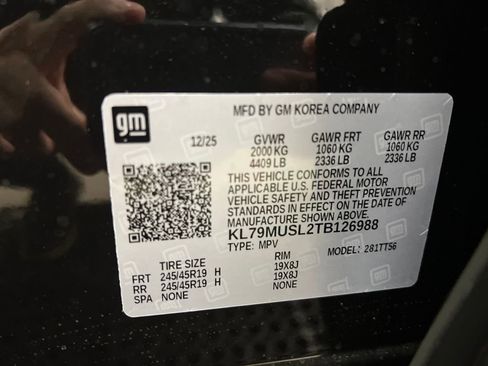 gm
MFD BY GM KOREA COMPANY
12/25 GVWR GAWR FRT GAWR RR
2000 KG 1060 KG 1060 KG
4409 LB 2336 LB 2336 LB
THIS VEHICLE CONFORMS TO ALL
APPLICABLE U.S. FEDERAL MOTOR
VEHICLE SAFETY AND THEFT PREVENTION
STANDARDS IN EFFECT ON THE DATE OF
MANUFACTURE SHOWN ABOVE.
KL79MUSL2TB126988
TYPE: MPV MODEL: 281TT56
TIRE SIZE RIM
FRT 245/45R19 H 19X8J
RR 245/45R19 H 19X8J
SPA NONE NONE